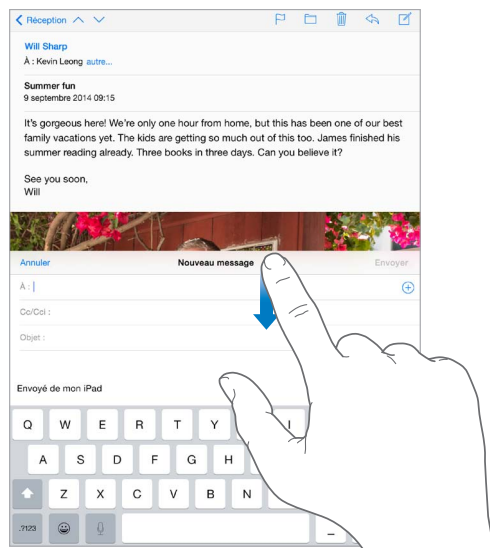 Réception
Will Sharp
À : Kevin Leong autre...
Summer fun
9 septembre 2014 09:15
It's gorgeous here! We're only one hour from home, but this has been one of our best
family vacations yet. The kids are getting so much out of this too. James finished his
summer reading already. Three books in three days. Can you believe it?
See you soon,
Will
Annuler Nouveau message Envoyer
À :
Cc/Cci :
Objet :
Envoyé de mon iPad
Q W E R T Y I
A S D F G H
Z X C V B N
.?123 _